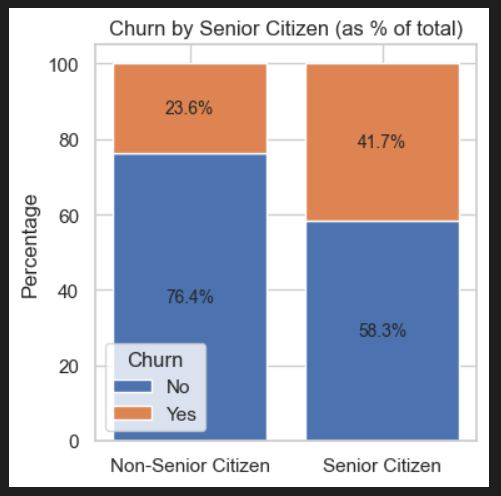 Churn by Senior Citizen (as % of total)
100
80
60
40
20
0
Percentage
23.6%
41.7%
76.4%
58.3%
Churn
No
Yes
Non-Senior Citizen
Senior Citizen